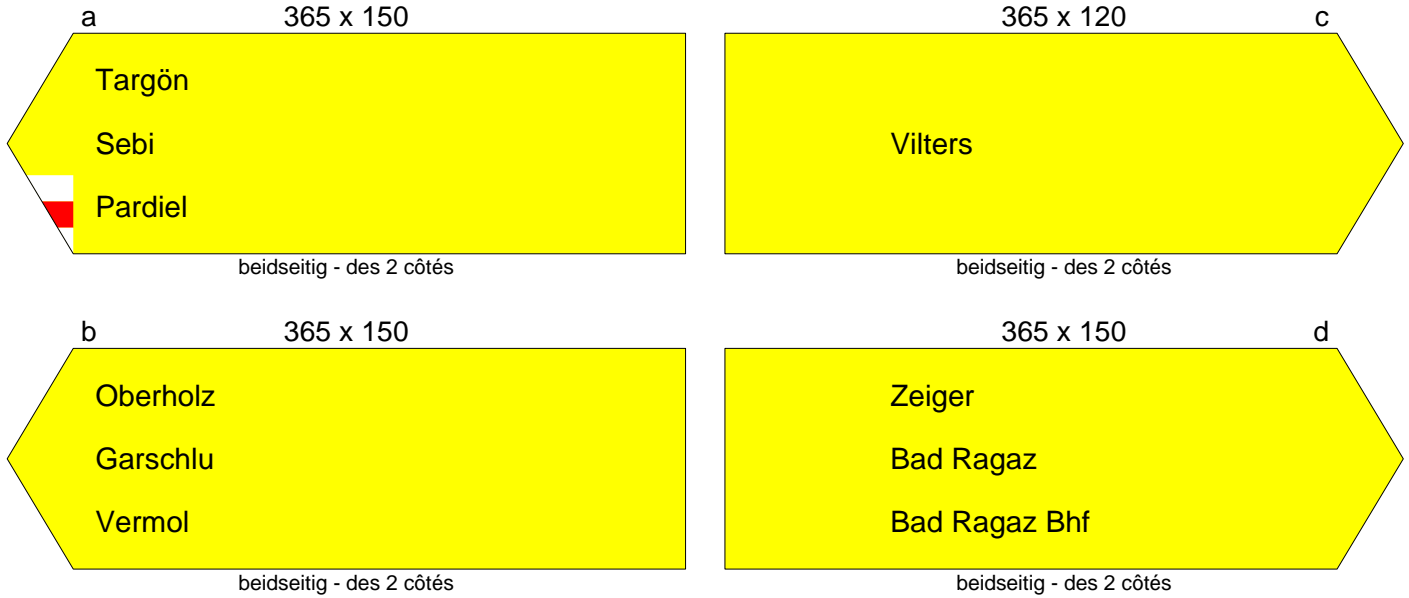 a 365 x 150
Targön
Sebi
Pardiel
beidseitig - des 2 côtés
365 x 120 c
Vilters
beidseitig - des 2 côtés
b 365 x 150
Oberholz
Garschlu
Vermol
beidseitig - des 2 côtés
365 x 150 d
Zeiger
Bad Ragaz
Bad Ragaz Bhf
beidseitig - des 2 côtés